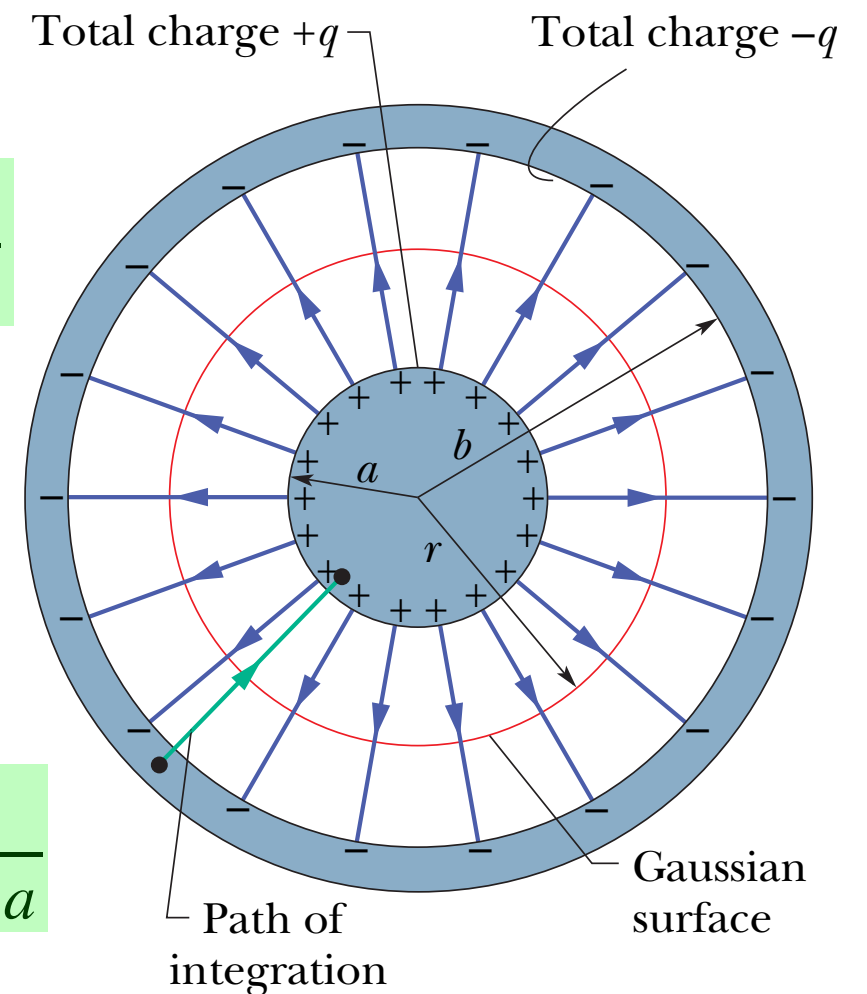 Total charge +q
Total charge –q
a
b
r
a
Gaussian
surface
Path of
integration